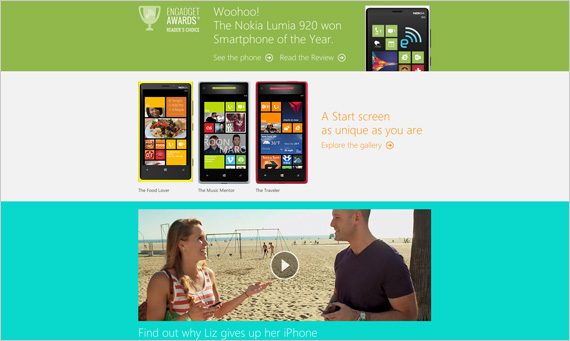 ENGADGET
AWARDS
READER'S CHOICE
Woohoo!
The Nokia Lumia 920 won
Smartphone of the Year.
See the phone
Read the Review
A Start screen
as unique as you are
Explore the gallery
The Food Lover
The Music Mentor
The Traveler
Find out why Liz gives up her iPhone